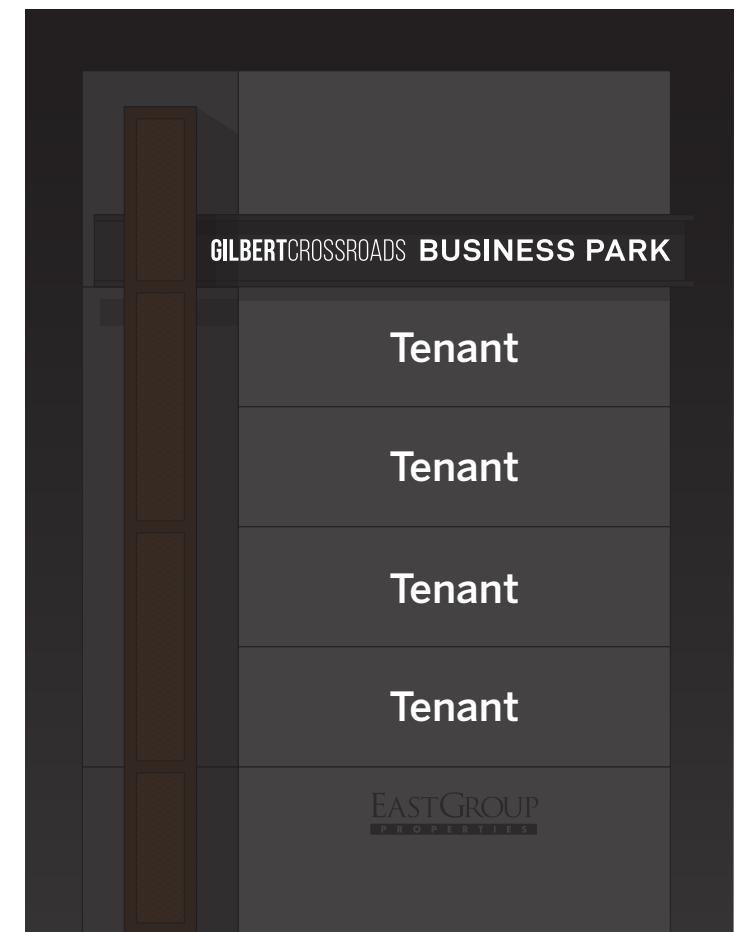 GILBERTCROSSROADS BUSINESS PARK
Tenant
Tenant
Tenant
Tenant
EASTGROUP
PROPERTIES